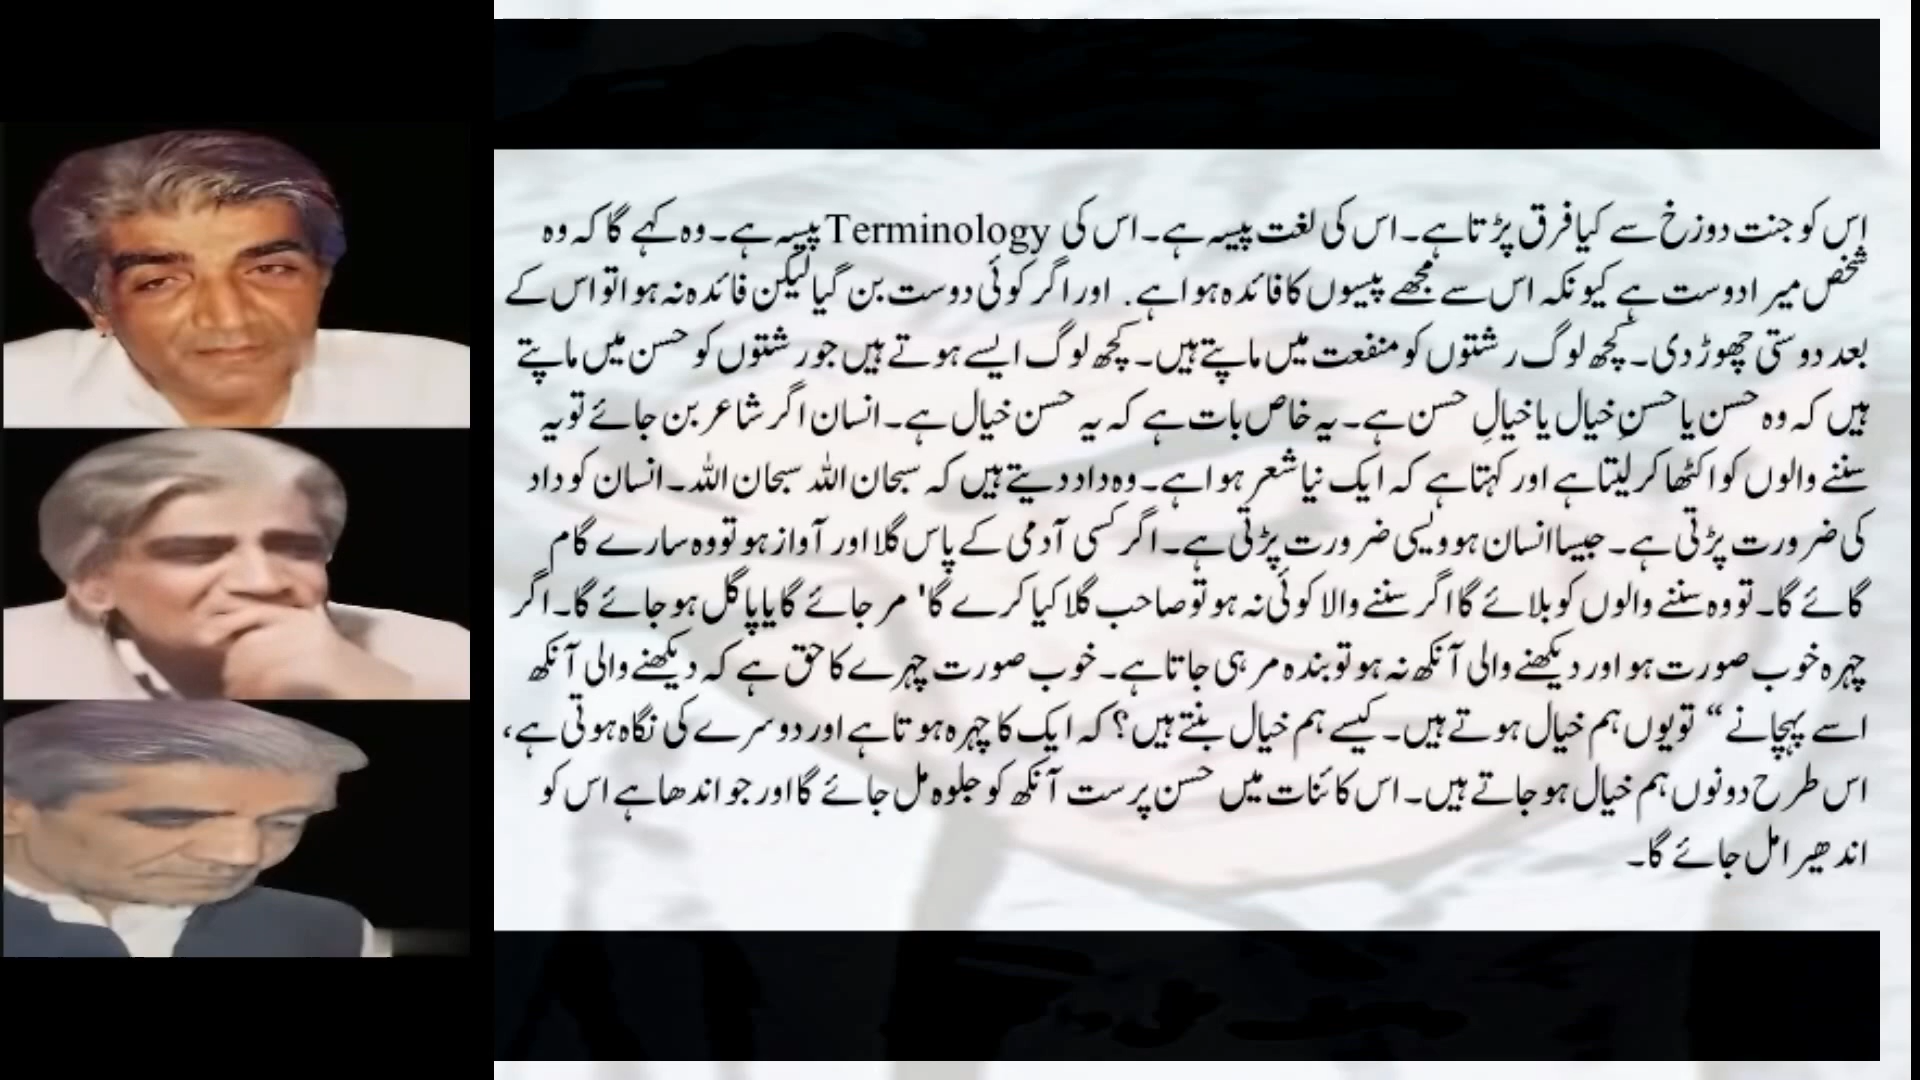 اس کو جنت دوزخ سے کیا فرق پڑتا ہے۔ اس کی لغت پیسہ ہے۔ اس کی Terminology پیسہ ہے۔ وہ کہے گا کہ وہ
شخص میرا دوست ہے کیونکہ اس سے مجھے پیسوں کا فائدہ ہوا ہے. اور اگر کوئی دوست بن گیا لیکن فائدہ نہ ہوا تو اس کے
بعد دوستی چھوڑ دی۔ کچھ لوگ رشتوں کو منفعت میں ماپتے ہیں۔ کچھ لوگ ایسے ہوتے ہیں جو رشتوں کو حسن میں ماپتے
ہیں کہ وہ حسن یا حسنِ خیال یا خیالِ حسن ہے۔ یہ خاص بات ہے کہ یہ حسن خیال ہے۔ انسان اگر شاعر بن جائے تو یہ
سننے والوں کو اکٹھا کر لیتا ہے اور کہتا ہے کہ ایک نیا شعر ہوا ہے۔ وہ داد دیتے ہیں کہ سبحان اللہ سبحان اللہ۔ انسان کو داد
کی ضرورت پڑتی ہے۔ جیسا انسان ہو ویسی ضرورت پڑتی ہے۔ اگر کسی آدمی کے پاس گلا اور آواز ہو تو وہ سارے گام
گائے گا۔ تو وہ سننے والوں کو بلائے گا اگر سننے والا کوئی نہ ہو تو صاحب گلا کیا کرے گا' مر جائے گا یا پاگل ہو جائے گا۔ اگر
چہرہ خوب صورت ہو اور دیکھنے والی آنکھ نہ ہو تو بندہ مر ہی جاتا ہے۔ خوب صورت چہرے کا حق ہے کہ دیکھنے والی آنکھ
اسے پہچانے“ تو یوں ہم خیال ہوتے ہیں۔ کیسے ہم خیال بنتے ہیں؟ کہ ایک کا چہرہ ہوتا ہے اور دوسرے کی نگاہ ہوتی ہے،
اس طرح دونوں ہم خیال ہو جاتے ہیں۔ اس کائنات میں حسن پرست آنکھ کو جلوہ مل جائے گا اور جو اندھا ہے اس کو
اندھیرا مل جائے گا۔